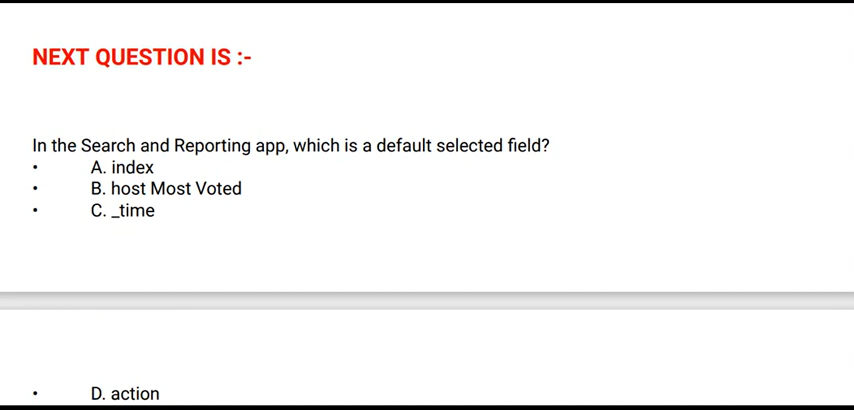 NEXT QUESTION IS :-
In the Search and Reporting app, which is a default selected field?
• A. index
• B. host Most Voted
• C. _time
• D. action